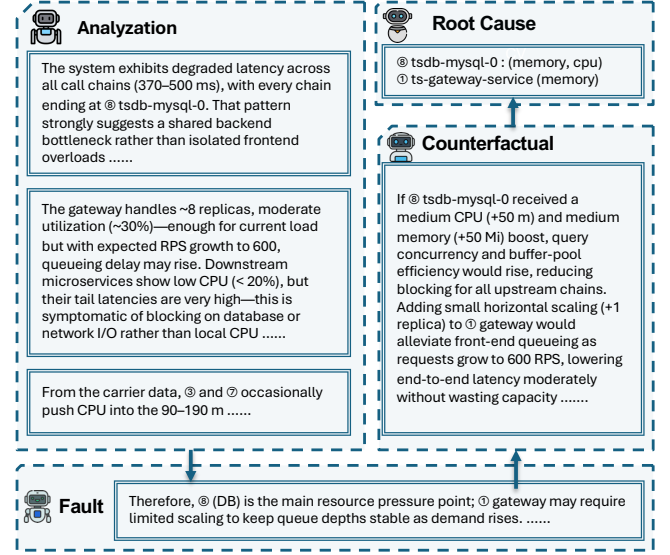 Analyzation
The system exhibits degraded latency across
all call chains (370–500 ms), with every chain
ending at ⑧ tsdb-mysql-0. That pattern
strongly suggests a shared backend
bottleneck rather than isolated frontend
overloads ......
The gateway handles ~8 replicas, moderate
utilization (~30%)—enough for current load
but with expected RPS growth to 600,
queueing delay may rise. Downstream
microservices show low CPU (< 20%), but
their tail latencies are very high—this is
symptomatic of blocking on database or
network I/O rather than local CPU ......
From the carrier data, ③ and ⑦ occasionally
push CPU into the 90–190 m ......
Root Cause
⑧ tsdb-mysql-0 : (memory, cpu)
① ts-gateway-service (memory)
Counterfactual
If ⑧ tsdb-mysql-0 received a
medium CPU (+50 m) and medium
memory (+50 Mi) boost, query
concurrency and buffer-pool
efficiency would rise, reducing
blocking for all upstream chains.
Adding small horizontal scaling (+1
replica) to ① gateway would
alleviate front-end queueing as
requests grow to 600 RPS, lowering
end-to-end latency moderately
without wasting capacity .......
Fault
Therefore, ⑧ (DB) is the main resource pressure point; ① gateway may require
limited scaling to keep queue depths stable as demand rises. ......